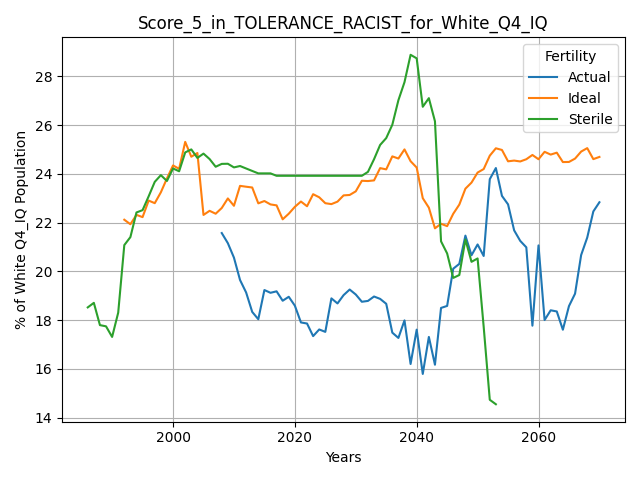 Score_5_in_TOLERANCE_RACIST_for_White_Q4_IQ
Fertility
Actual
Ideal
Sterile
% of White Q4_IQ Population
28
26
24
22
20
18
16
14
2000
2020
2040
2060
Years